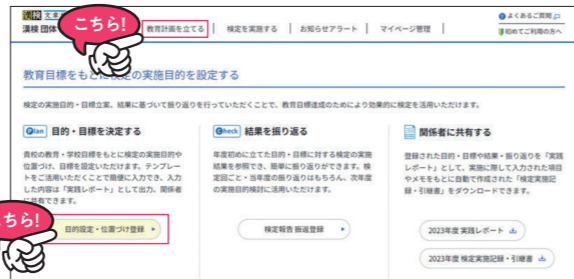 漢検
漢検 団体
こちら!
教育計画を立てる
検定を実施する
お知らせアラート
マイページ管理
よくあるご質問
初めてご利用の方へ
教育目標をもとに 定の実施目的を設定する
検定の実施目的・目標立案、結果に基づいて振り返りを行っていただくことで、教育目標達成のためにより効果的に検定を活用いただけます。
Plan 目的・目標を決定する
貴校の教育・学校目標をもとに検定の実施目的や
位置づけ、目標を設定いただけます。テンプレー
トをご活用いただくことで簡便に入力でき、入力
した内容は「実践レポート」として出力、関係者
に共有できます。
こちら!
目的設定・位置づけ登録
Check 結果を振り返る
年度初めに立てた目的・目標に対する検定の実施
結果を参照でき、簡単に振り返りができます。検
定回ごと・当年度の振り返りはもちろん、次年度
の実施目的検討に活用いただけます。
検定報告 振返登録
関係者に共有する
登録された目的・目標や結果・振り返りを「実践
レポート」として、実施に際して入力された項目
やメモをもとに自動で作成された「検定実施記
録・引継書」をダウンロードできます。
2023年度 実践レポート
2023年度 検定実施記録・引継書